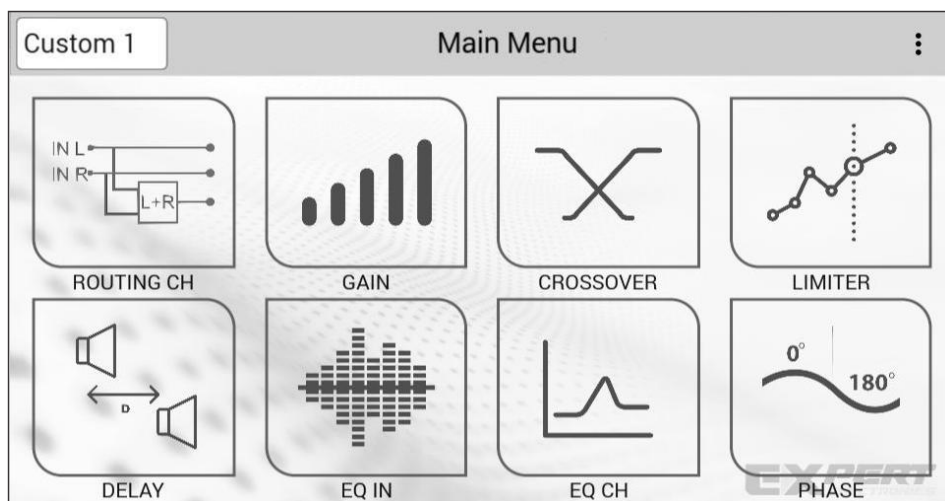 Custom 1
Main Menu
IN L
IN R
L+R
ROUTING CH
GAIN
CROSSOVER
LIMITER
D
0°
180°
DELAY
EQ IN
EQ CH
PHASE
EXPERT
ELECTRONICS